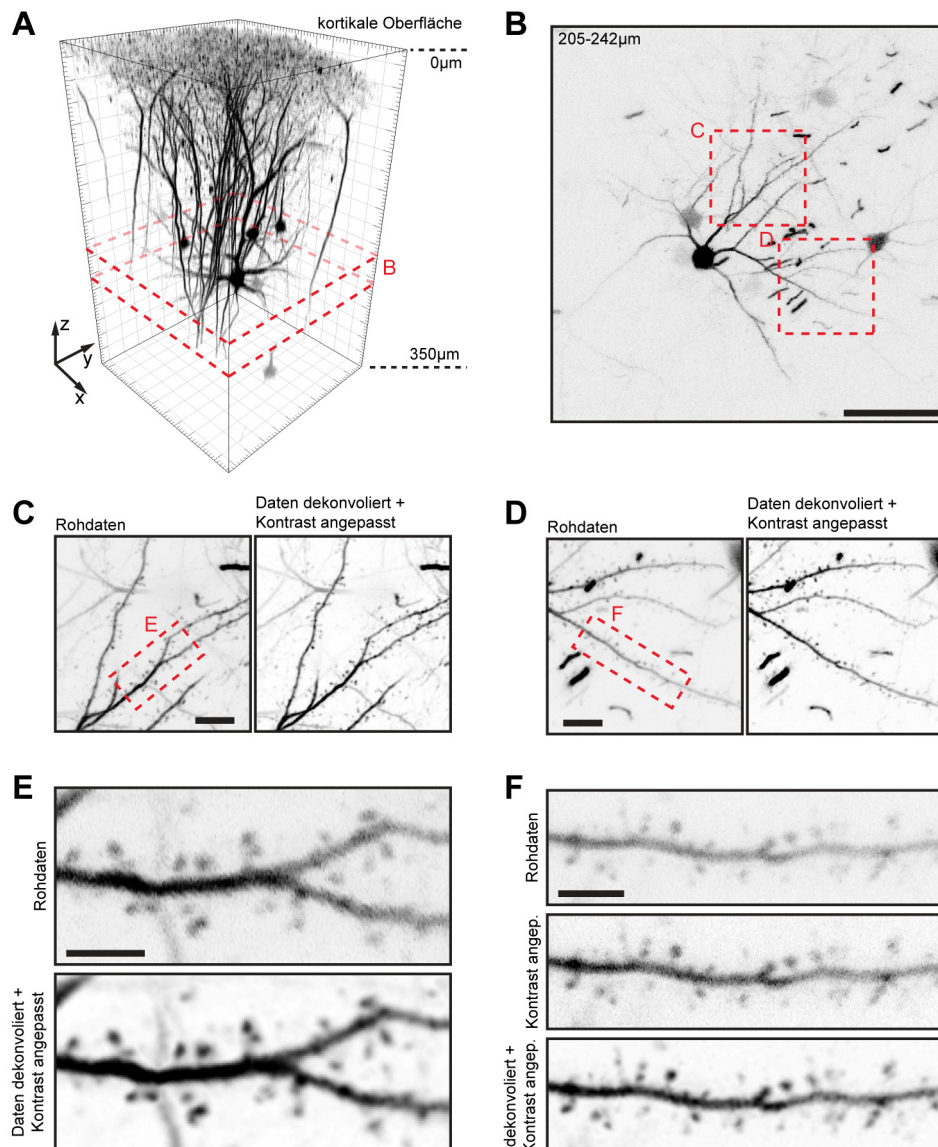 A
kortikale Oberfläche
0µm
B
z
y
x
350µm
B
205-242µm
C
D
C
Rohdaten
Daten dekonvoliert +
Kontrast angepasst
E
D
Rohdaten
Daten dekonvoliert +
Kontrast angepasst
F
E
Rohdaten
Daten dekonvoliert +
Kontrast angepasst
F
Rohdaten
Kontrast angep.
dekonvoliert +
Kontrast angep.